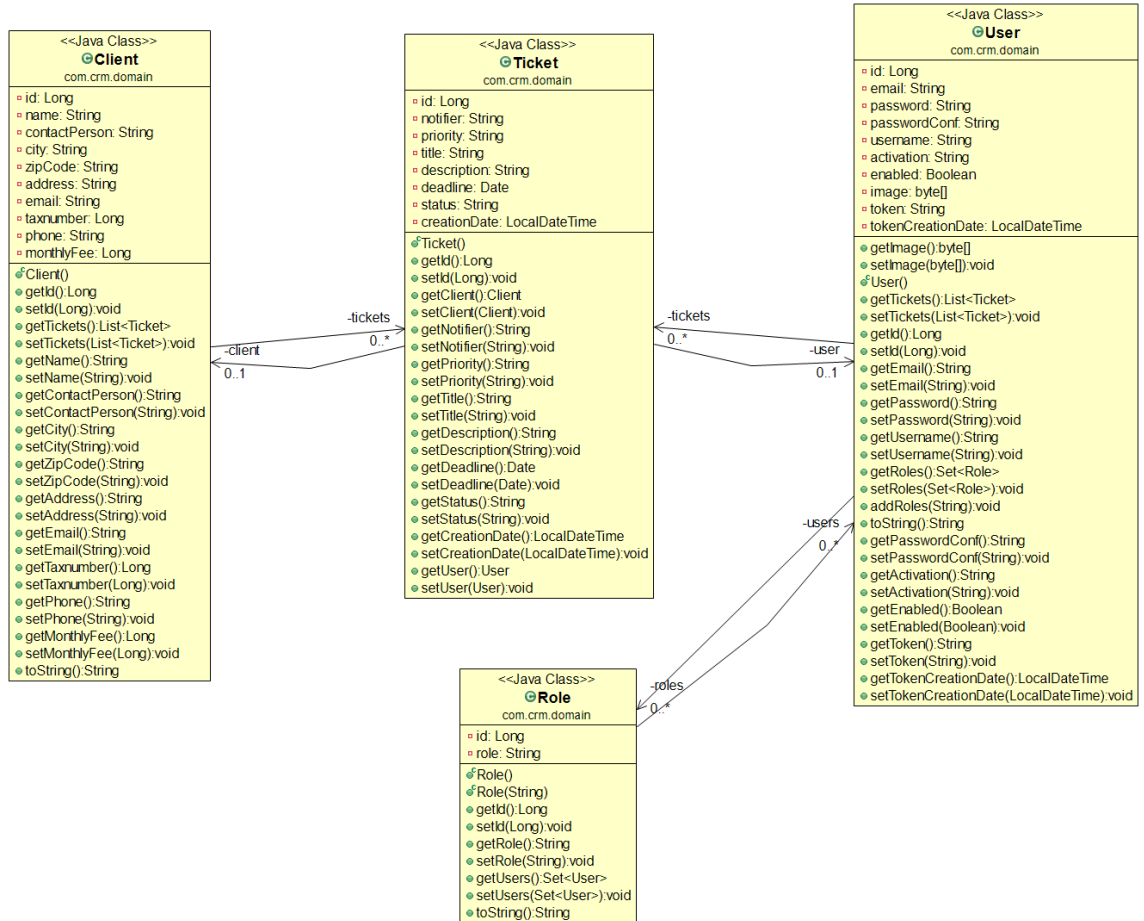 <<Java Class>>
Client
com.crm.domain
id: Long
name: String
contactPerson: String
city: String
zipCode: String
address: String
email: String
taxnumber: Long
phone: String
monthlyFee: Long
Client()
getId():Long
setId(Long):void
getTickets():List<Ticket>
setTickets(List<Ticket>):void
getName():String
setName(String):void
getContactPerson():String
setContactPerson(String):void
getCity():String
setCity(String):void
getZipCode():String
setZipCode(String):void
getAddress():String
setAddress(String):void
getEmail():String
setEmail(String):void
getTaxnumber():Long
setTaxnumber(Long):void
getPhone():String
setPhone(String):void
getMonthlyFee():Long
setMonthlyFee(Long):void
toString():String
-tickets
0..*
-client
0..1
<<Java Class>>
Ticket
com.crm.domain
id: Long
notifier: String
priority: String
title: String
description: String
deadline: Date
status: String
creationDate: LocalDateTime
Ticket()
getId():Long
setId(Long):void
getClient():Client
setClient(Client):void
getNotifier():String
setNotifier(String):void
getPriority():String
setPriority(String):void
getTitle():String
setTitle(String):void
getDescription():String
setDescription(String):void
getDeadline():Date
setDeadline(Date):void
getStatus():String
setStatus(String):void
getCreationDate():LocalDateTime
setCreationDate(LocalDateTime):void
getUser():User
setUser(User):void
-tickets
0..*
-user
0..1
<<Java Class>>
User
com.crm.domain
id: Long
email: String
password: String
passwordConf: String
username: String
activation: String
enabled: Boolean
image: byte[]
token: String
tokenCreationDate: LocalDateTime
getImage():byte[]
setImage(byte[]):void
User()
getTickets():List<Ticket>
setTickets(List<Ticket>):void
getId():Long
setId(Long):void
getEmail():String
setEmail(String):void
getPassword():String
setPassword(String):void
getUsername():String
setUsername(String):void
getRoles():Set<Role>
setRoles(Set<Role>):void
addRoles(String):void
toString():String
getPasswordConf():String
setPasswordConf(String):void
getActivation():String
setActivation(String):void
getEnabled():Boolean
setEnabled(Boolean):void
getToken():String
setToken(String):void
getTokenCreationDate():LocalDateTime
setTokenCreationDate(LocalDateTime):void
-users
0..*
-roles
0..*
<<Java Class>>
Role
com.crm.domain
id: Long
role: String
Role()
Role(String)
getId():Long
setId(Long):void
getRole():String
setRole(String):void
getUsers():Set<User>
setUsers(Set<User>):void
toString():String